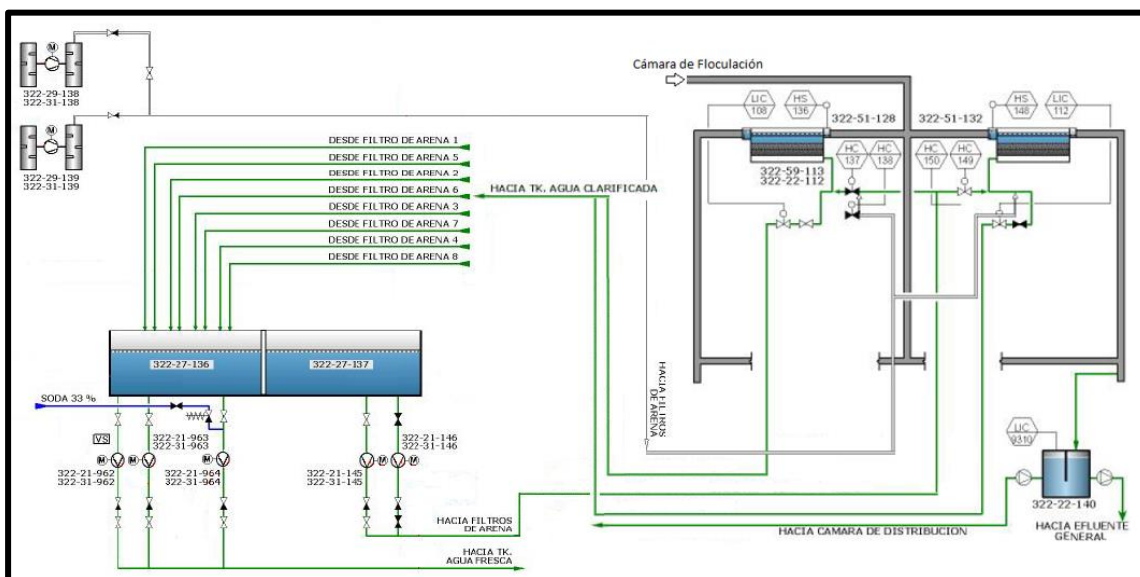 M
322-29-138
322-31-138
M
322-29-139
322-31-139
DESDE FILTRO DE ARENA 1
DESDE FILTRO DE ARENA 5
DESDE FILTRO DE ARENA 2
DESDE FILTRO DE ARENA 6
DESDE FILTRO DE ARENA 3
DESDE FILTRO DE ARENA 7
DESDE FILTRO DE ARENA 4
DESDE FILTRO DE ARENA 8
HACIA TK. AGUA CLARIFICADA
Cámara de Floculación
LIC
108
HS
136
322-51-128
322-51-132
HS
148
LIC
112
HC
137
HC
138
HC
150
HC
149
322-59-113
322-22-112
322-27-136
322-27-137
SODA 33 %
VS
322-21-963
322-31-963
322-21-146
322-31-146
M
M
M
M
M
322-21-962
322-31-962
322-21-964
322-31-964
322-21-145
322-31-145
HACIA FILTROS
DE ARENA
HACIA FILTROS
DE ARENA
HACIA TK.
AGUA FRESCA
LIC
9310
322-22-140
HACIA CAMARA DE DISTRIBUCION
HACIA EFLUENTE
GENERAL